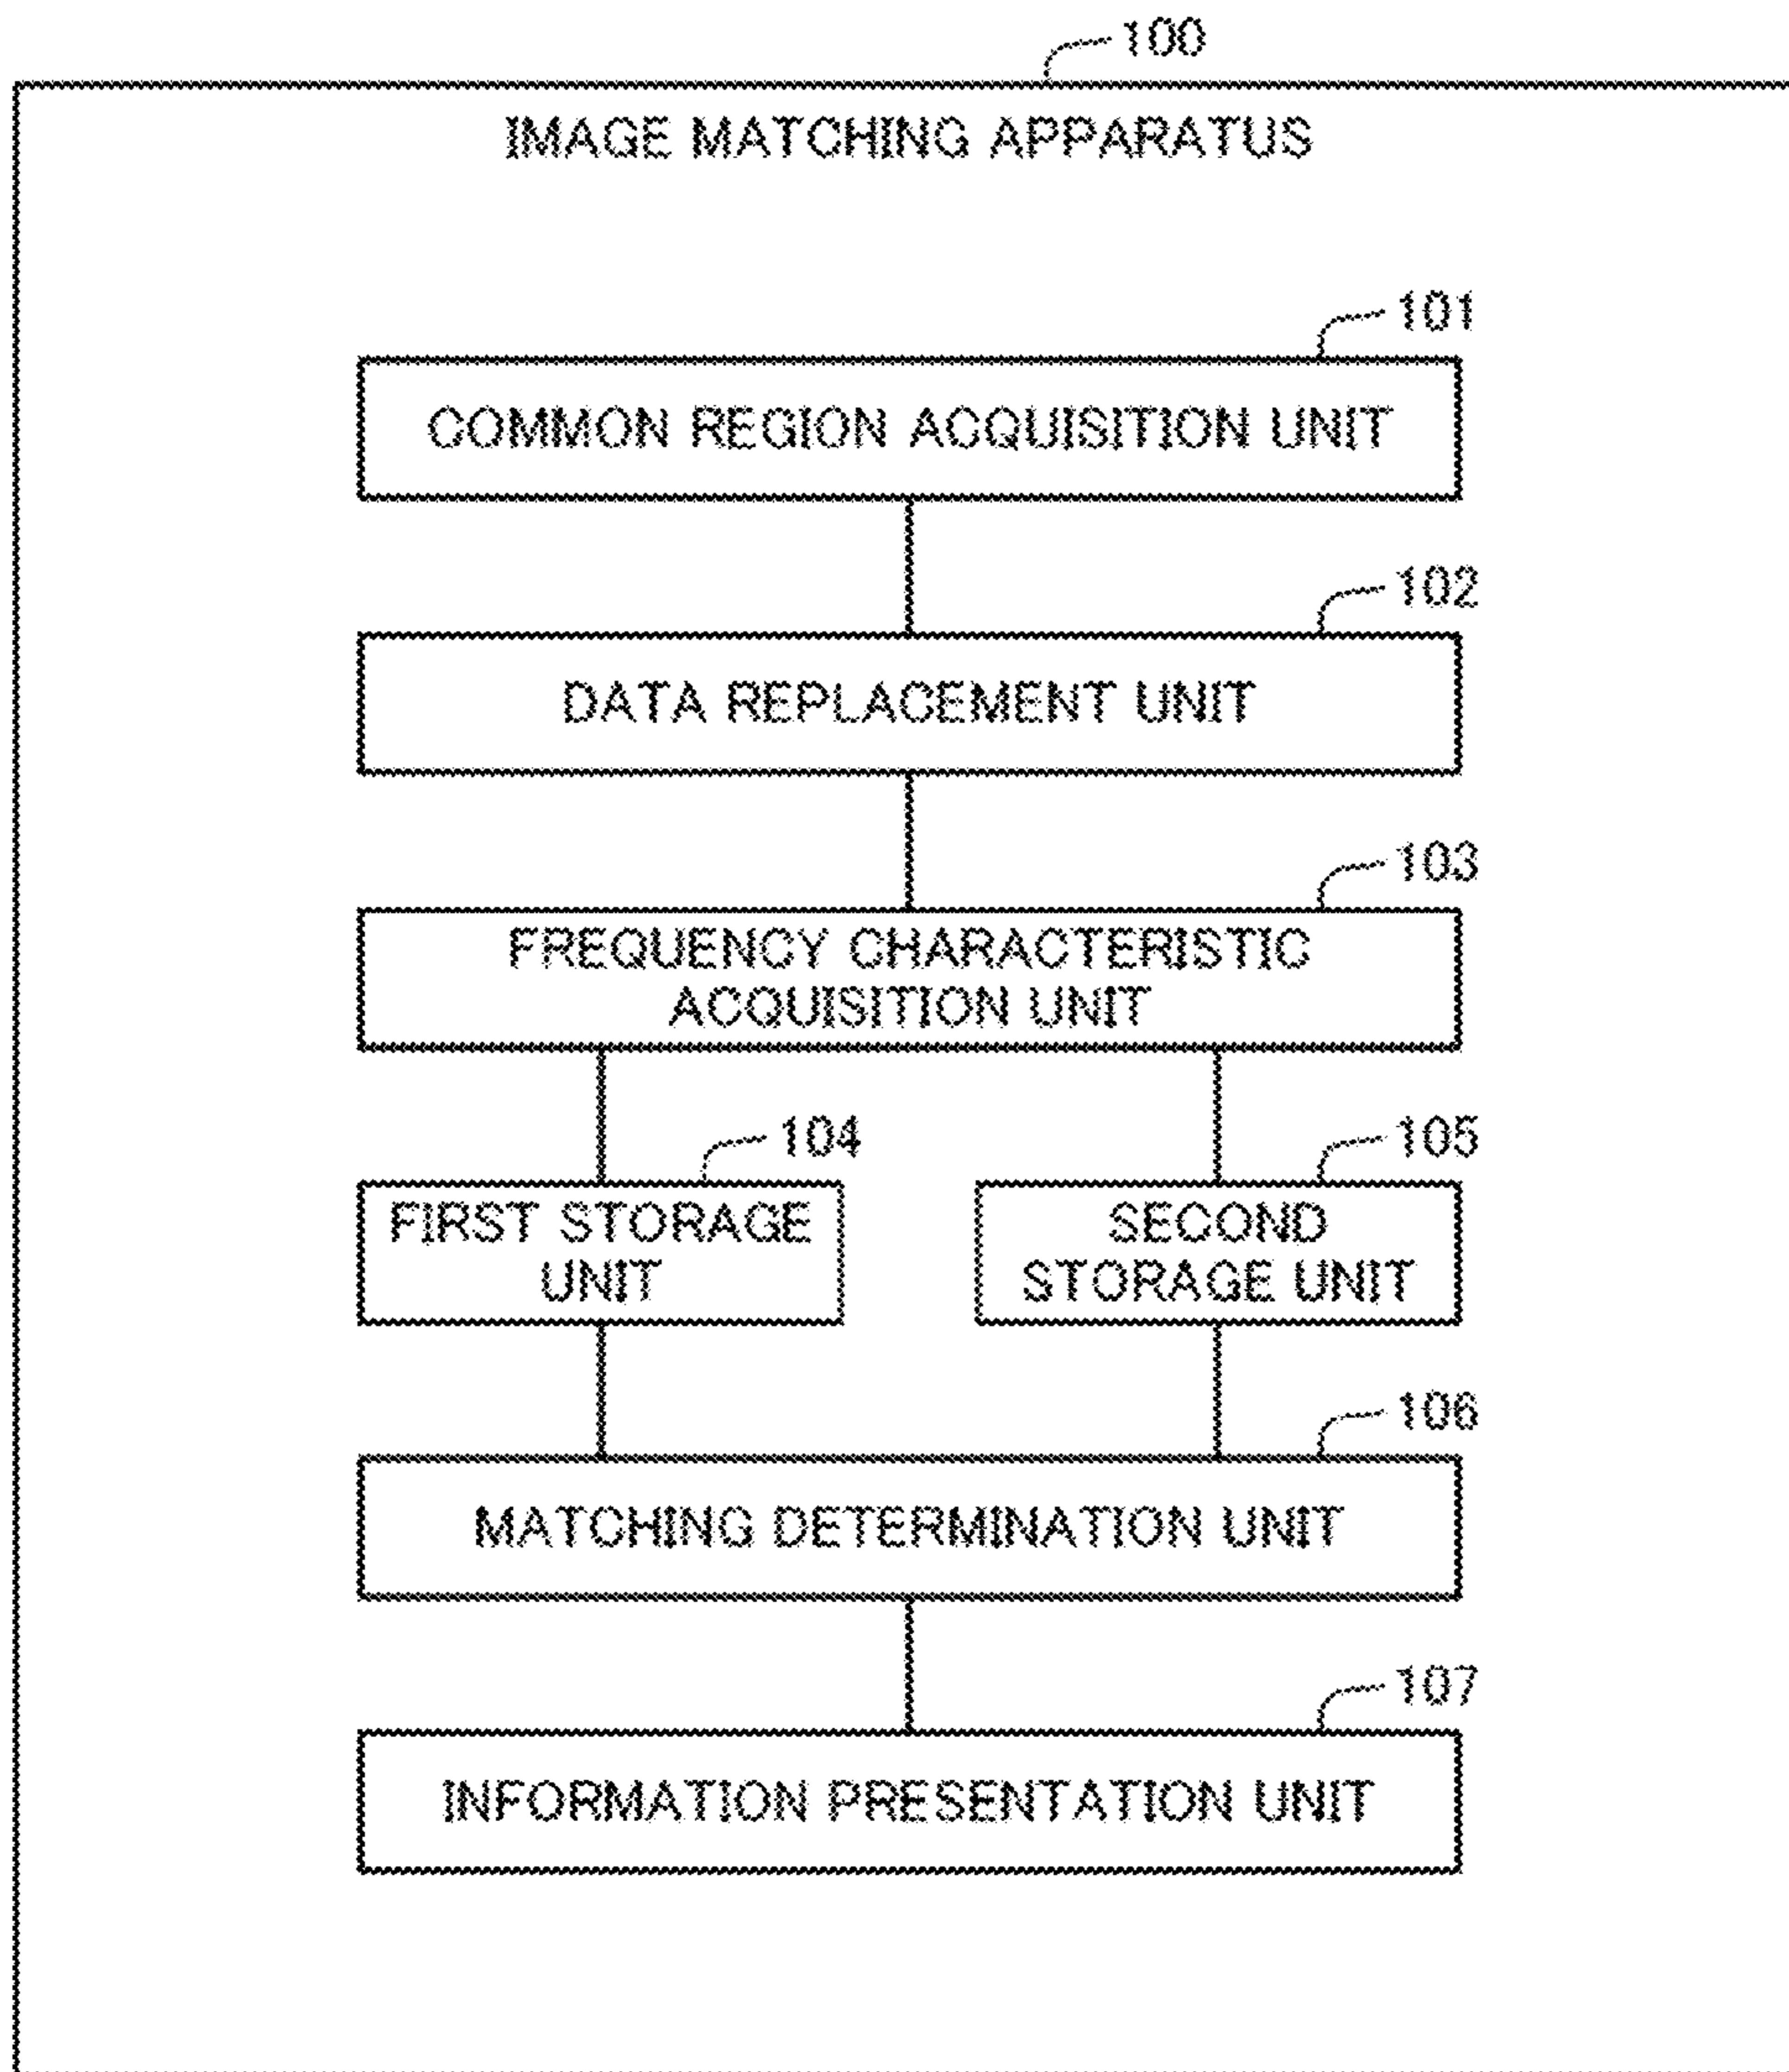 100
IMAGE MATCHING APPARATUS
101
COMMON REGION ACQUISITION UNIT
102
DATA REPLACEMENT UNIT
103
FREQUENCY CHARACTERISTIC
ACQUISITION UNIT
104
FIRST STORAGE
UNIT
105
SECOND
STORAGE UNIT
106
MATCHING DETERMINATION UNIT
107
INFORMATION PRESENTATION UNIT